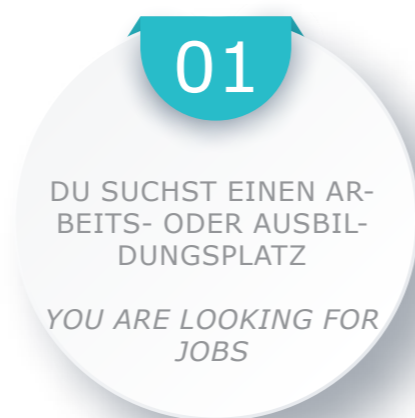 01
DU SUCHST EINEN AR-
BEITS- ODER AUSBIL-
DUNGSPLATZ
YOU ARE LOOKING FOR
JOBS